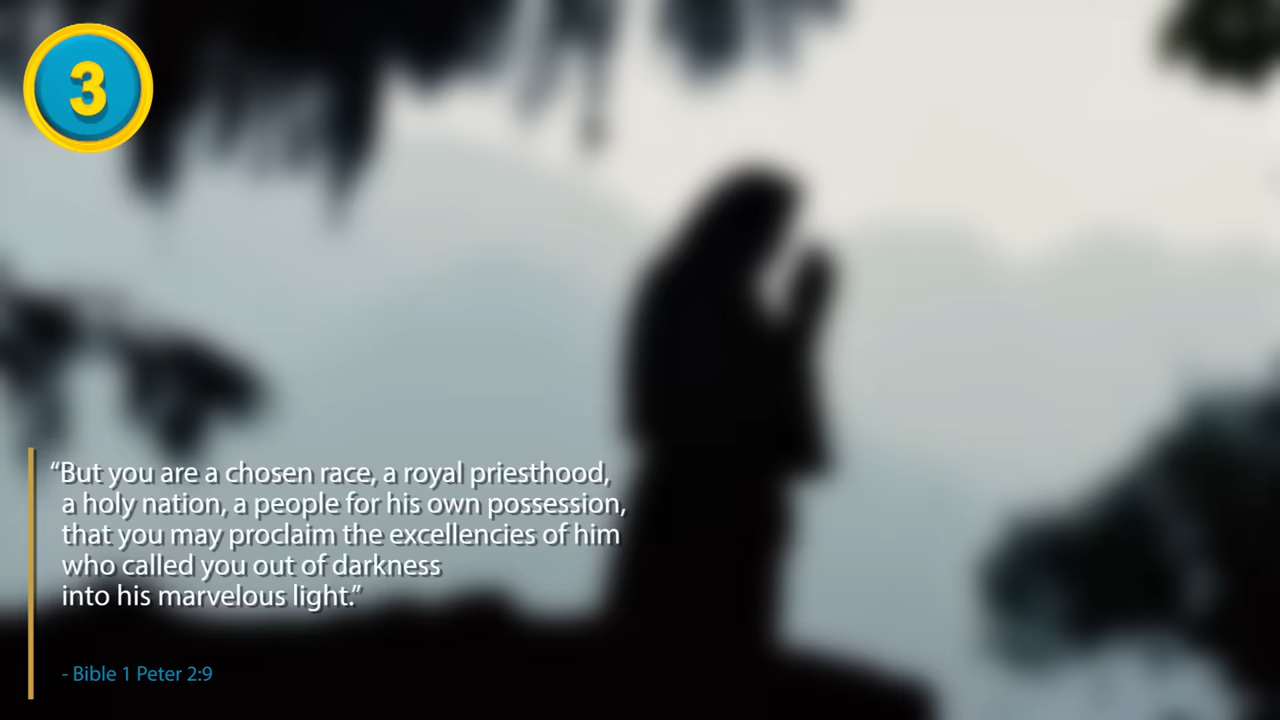 3
“But you are a chosen race, a royal priesthood,
a holy nation, a people for his own possession,
that you may proclaim the excellencies of him
who called you out of darkness
into his marvelous light.”
- Bible 1 Peter 2:9